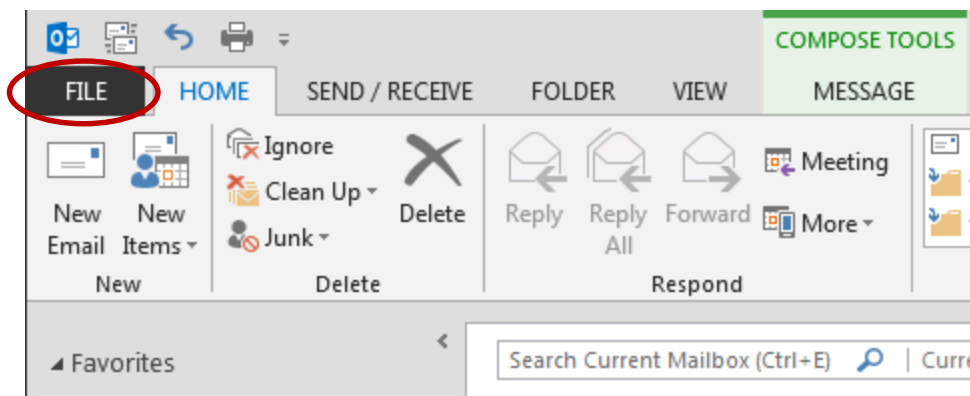 COMPOSE TOOLS
FILE HOME SEND / RECEIVE FOLDER VIEW MESSAGE
New Email
New Items
Ignore
Clean Up
Junk
Delete
Reply
Reply All
Forward
Meeting
More
New Delete Respond
Favorites
Search Current Mailbox (Ctrl+E)